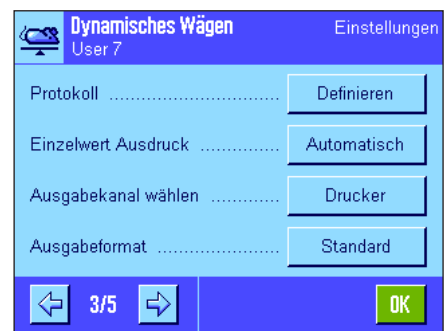 Dynamisches Wägen Einstellungen
User 7
Protokoll .............................. Definieren
Einzelwert Ausdruck .............. Automatisch
Ausgabekanal wählen ............. Drucker
Ausgabeformat ...................... Standard
3/5 OK